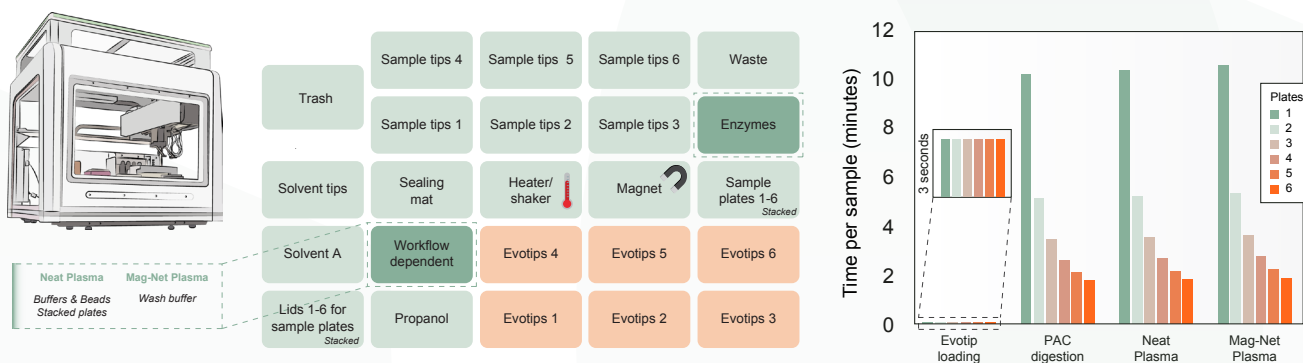 Trash
Sample tips 4
Sample tips 5
Sample tips 6
Waste
Sample tips 1
Sample tips 2
Sample tips 3
Enzymes
Solvent tips
Sealing
mat
Heater/
shaker
Magnet
Sample
plates 1-6
Stacked
Solvent A
Workflow
dependent
Evotips 4
Evotips 5
Evotips 6
Lids 1-6 for
sample plates
Stacked
Propanol
Evotips 1
Evotips 2
Evotips 3
Neat Plasma
Buffers & Beads
Stacked plates
Mag-Net Plasma
Wash buffer
Time per sample (minutes)
12
10
8
6
4
2
0
3 seconds
Plates
1
2
3
4
5
6
Evotip
loading
PAC
digestion
Neat
Plasma
Mag-Net
Plasma